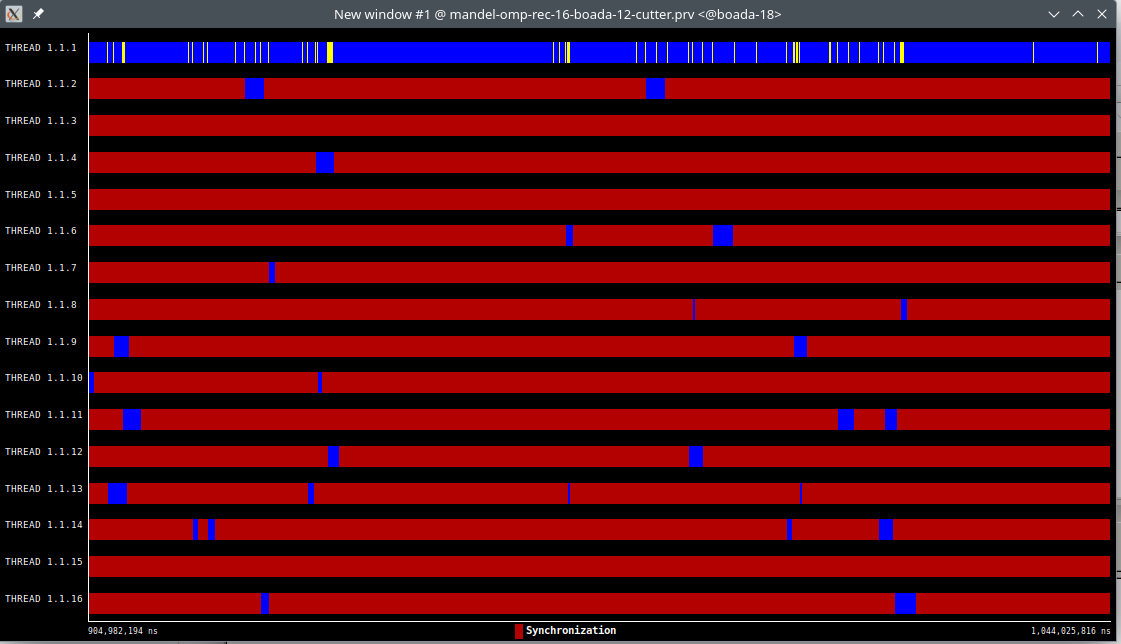 New window #1 @ mandel-omp-rec-16-boada-12-cutter.prv <@boada-18>
THREAD 1.1.1
THREAD 1.1.2
THREAD 1.1.3
THREAD 1.1.4
THREAD 1.1.5
THREAD 1.1.6
THREAD 1.1.7
THREAD 1.1.8
THREAD 1.1.9
THREAD 1.1.10
THREAD 1.1.11
THREAD 1.1.12
THREAD 1.1.13
THREAD 1.1.14
THREAD 1.1.15
THREAD 1.1.16
904,982,194 ns
Synchronization
1,044,025,816 ns